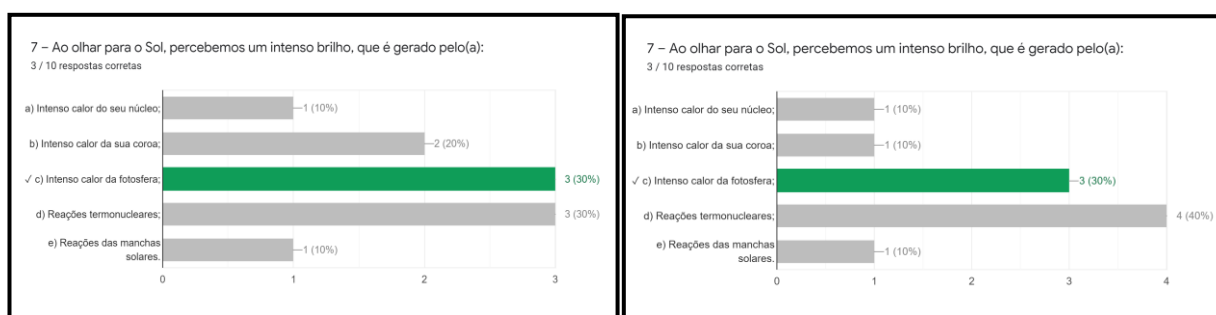 7 – Ao olhar para o Sol, percebemos um intenso brilho, que é gerado pelo(a):
3 / 10 respostas corretas
a) Intenso calor do seu núcleo;
1 (10%)
b) Intenso calor da sua coroa;
2 (20%)
✓ c) Intenso calor da fotosfera;
3 (30%)
d) Reações termonucleares;
3 (30%)
e) Reações das manchas
solares.
1 (10%)
0 1 2 3
7 – Ao olhar para o Sol, percebemos um intenso brilho, que é gerado pelo(a):
3 / 10 respostas corretas
a) Intenso calor do seu núcleo;
1 (10%)
b) Intenso calor da sua coroa;
1 (10%)
✓ c) Intenso calor da fotosfera;
3 (30%)
d) Reações termonucleares;
4 (40%)
e) Reações das manchas
solares.
1 (10%)
0 1 2 3 4